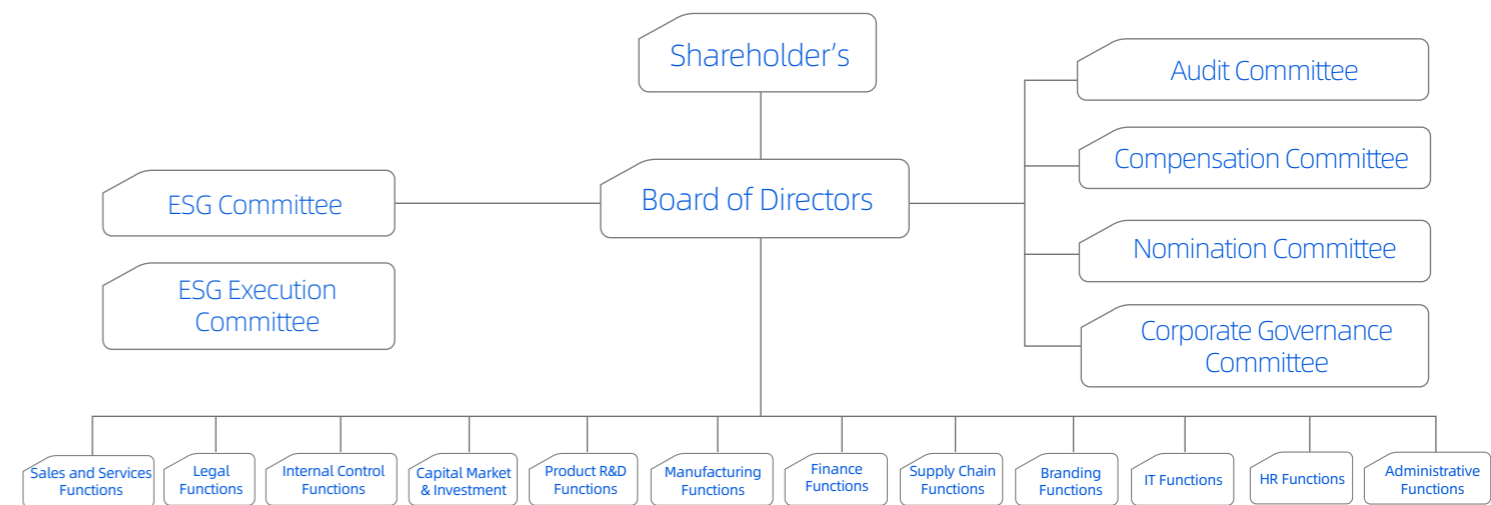 Shareholder's
Audit Committee
Compensation Committee
ESG Committee
Board of Directors
Nomination Committee
ESG Execution
Committee
Corporate Governance
Committee
Sales and Services
Functions
Legal
Functions
Internal Control
Functions
Capital Market
& Investment
Product R&D
Functions
Manufacturing
Functions
Finance
Functions
Supply Chain
Functions
Branding
Functions
IT Functions
HR Functions
Administrative
Functions